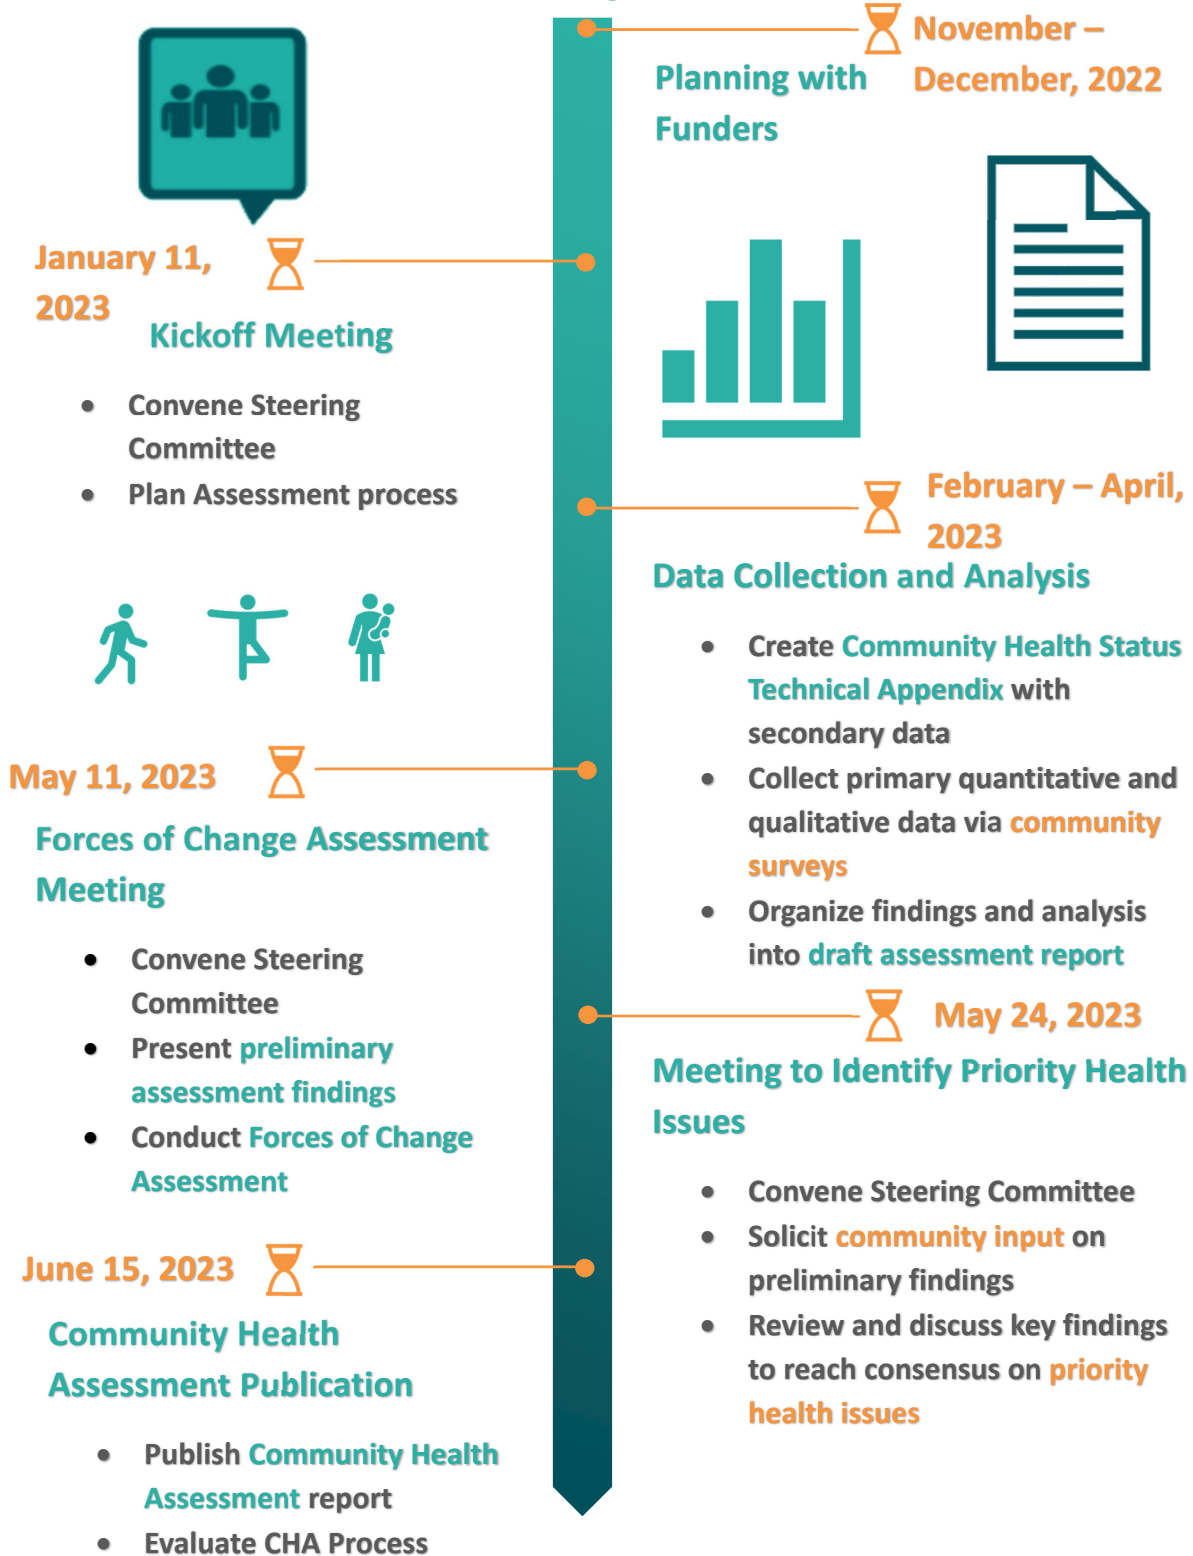 November –
December, 2022
Planning with
Funders
January 11,
2023
Kickoff Meeting
• Convene Steering
Committee
• Plan Assessment process
February – April,
2023
Data Collection and Analysis
• Create Community Health Status
Technical Appendix with
secondary data
• Collect primary quantitative and
qualitative data via community
surveys
• Organize findings and analysis
into draft assessment report
May 11, 2023
Forces of Change Assessment
Meeting
• Convene Steering
Committee
• Present preliminary
assessment findings
• Conduct Forces of Change
Assessment
May 24, 2023
Meeting to Identify Priority Health
Issues
• Convene Steering Committee
• Solicit community input on
preliminary findings
• Review and discuss key findings
to reach consensus on priority
health issues
June 15, 2023
Community Health
Assessment Publication
• Publish Community Health
Assessment report
• Evaluate CHA Process